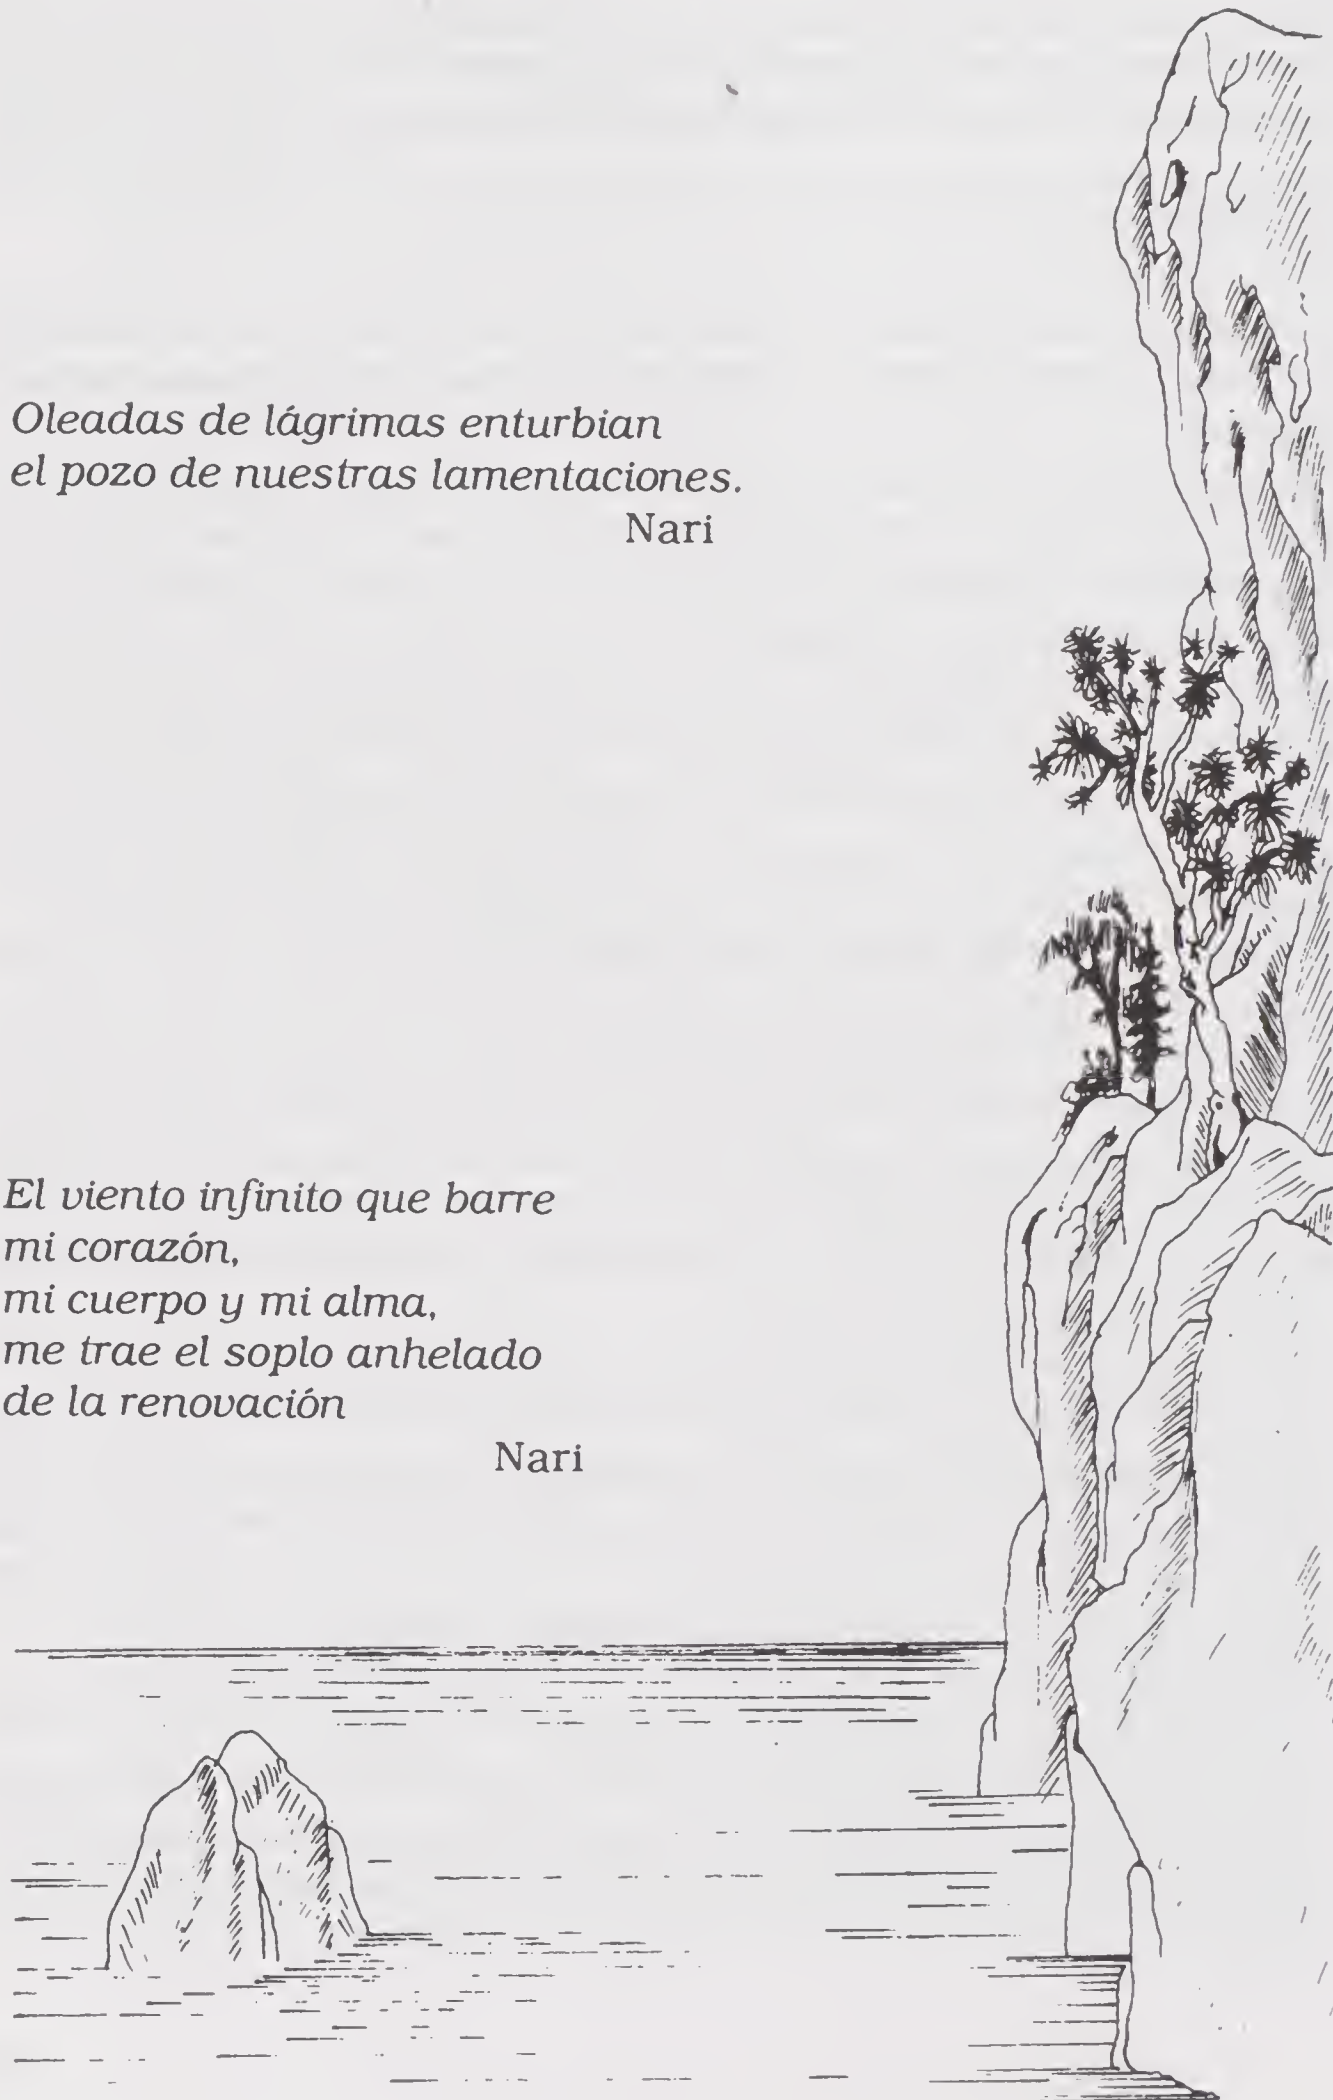 Oleadas de lágrimas enturbian
el pozo de nuestras lamentaciones.
Nari
El viento infinito que barre
mi corazón,
mi cuerpo y mi alma,
me trae el soplo anhelado
de la renovación
Nari